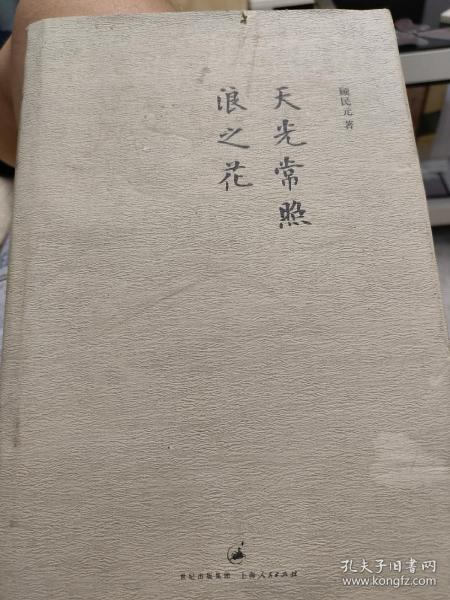 顾民元 著
天光常照
浪之花
世纪出版集团 上海人民出版社
孔夫子旧书网
www.kongfz.com